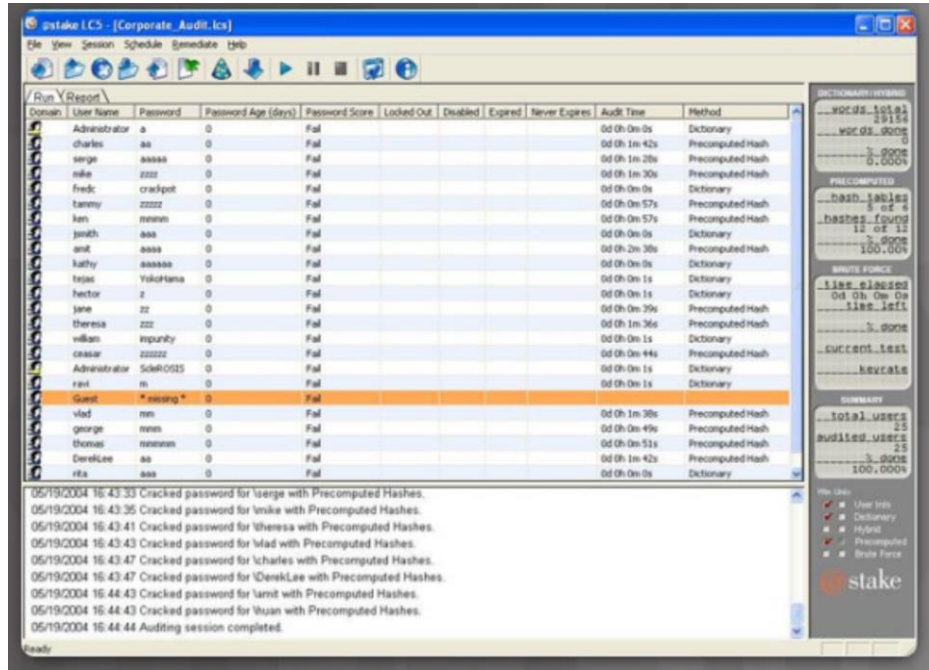 @stake LC5 - [Corporate_Audit.lcs]
File View Session Schedule Remediate Help
Run Report
Domain User Name Password Password Age (days) Password Score Locked Out Disabled Expired Never Expires Audit Time Method
Administrator a 0 Fail 0d 0h 0m 0s Dictionary
charles aa 0 Fail 0d 0h 1m 42s Precomputed Hash
serge aaaaa 0 Fail 0d 0h 1m 28s Precomputed Hash
mike zzzz 0 Fail 0d 0h 1m 30s Precomputed Hash
fredc crackpot 0 Fail 0d 0h 0m 0s Dictionary
tammy zzzzz 0 Fail 0d 0h 0m 57s Precomputed Hash
ken mmmm 0 Fail 0d 0h 0m 57s Precomputed Hash
jsmith aaa 0 Fail 0d 0h 0m 0s Dictionary
amit aaaa 0 Fail 0d 0h 2m 38s Precomputed Hash
kathy aaaaaa 0 Fail 0d 0h 0m 0s Dictionary
tejas YokoHama 0 Fail 0d 0h 0m 1s Dictionary
hector z 0 Fail 0d 0h 0m 1s Dictionary
jane zz 0 Fail 0d 0h 0m 39s Precomputed Hash
theresa zzz 0 Fail 0d 0h 1m 36s Precomputed Hash
william impunity 0 Fail 0d 0h 0m 1s Dictionary
ceasar zzzzzz 0 Fail 0d 0h 0m 44s Precomputed Hash
Administrator ScleROSIS 0 Fail 0d 0h 0m 1s Dictionary
ravi m 0 Fail 0d 0h 0m 1s Dictionary
Guest * missing * 0 Fail
vlad mm 0 Fail 0d 0h 1m 38s Precomputed Hash
george mmm 0 Fail 0d 0h 0m 49s Precomputed Hash
thomas 0 Fail 0d 0h 0m 51s Precomputed Hash
DerekLee aa 0 Fail 0d 0h 1m 42s Precomputed Hash
rita aaa 0 Fail 0d 0h 0m 0s Dictionary
05/19/2004 16:43:33 Cracked password for \serge with Precomputed Hashes.
05/19/2004 16:43:35 Cracked password for \mike with Precomputed Hashes.
05/19/2004 16:43:41 Cracked password for \theresa with Precomputed Hashes.
05/19/2004 16:43:43 Cracked password for \vlad with Precomputed Hashes.
05/19/2004 16:43:47 Cracked password for \charles with Precomputed Hashes.
05/19/2004 16:43:47 Cracked password for \DerekLee with Precomputed Hashes.
05/19/2004 16:44:43 Cracked password for \amit with Precomputed Hashes.
05/19/2004 16:44:43 Cracked password for \huan with Precomputed Hashes.
05/19/2004 16:44:44 Auditing session completed.
Ready
DICTIONARY/HYBRID
words total
29156
words done
0
% done
0.000%
PRECOMPUTED
hash tables
5 of 6
hashes found
12 of 12
% done
100.00%
BRUTE FORCE
time elapsed
0d 0h 0m 0s
time left
% done
current test
keyrate
SUMMARY
total users
25
audited users
25
% done
100.000%
Win Unix
User Info
Dictionary
Hybrid
Precomputed
Brute Force
@stake